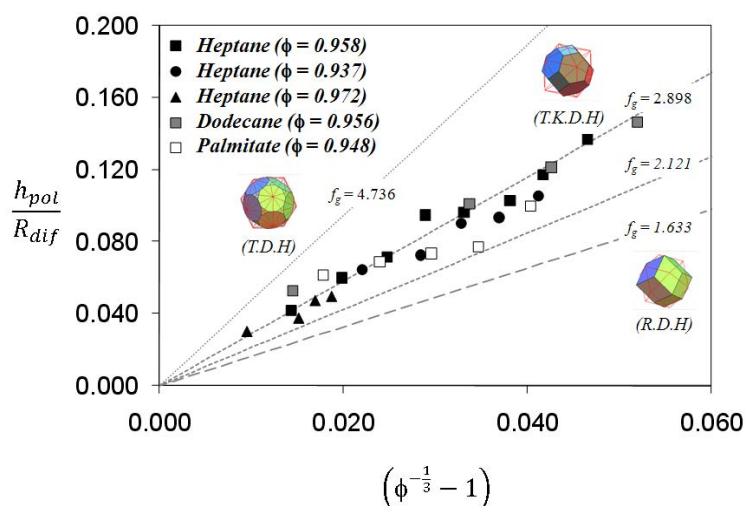 0.200
0.160
0.120
0.080
0.040
0.000
h_pol
R_dif
Heptane (ϕ = 0.958)
Heptane (ϕ = 0.937)
Heptane (ϕ = 0.972)
Dodecane (ϕ = 0.956)
Palmitate (ϕ = 0.948)
(T.K.D.H)
f_g = 2.898
f_g = 2.121
f_g = 4.736
(T.D.H)
f_g = 1.633
(R.D.H)
0.000
0.020
0.040
0.060
(ϕ^{-1/3} − 1)